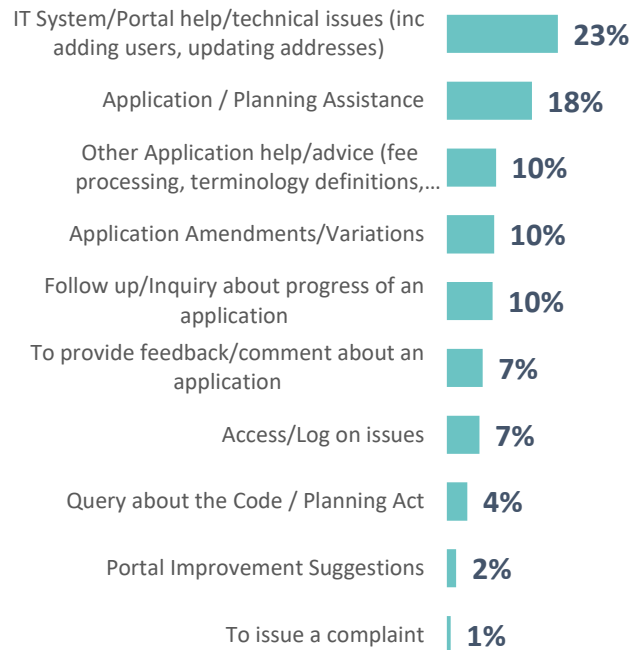 IT System/Portal help/technical issues (inc
adding users, updating addresses)
23%
Application / Planning Assistance
18%
Other Application help/advice (fee
processing, terminology definitions,...
10%
Application Amendments/Variations
10%
Follow up/Inquiry about progress of an
application
10%
To provide feedback/comment about an
application
7%
Access/Log on issues
7%
Query about the Code / Planning Act
4%
Portal Improvement Suggestions
2%
To issue a complaint
1%